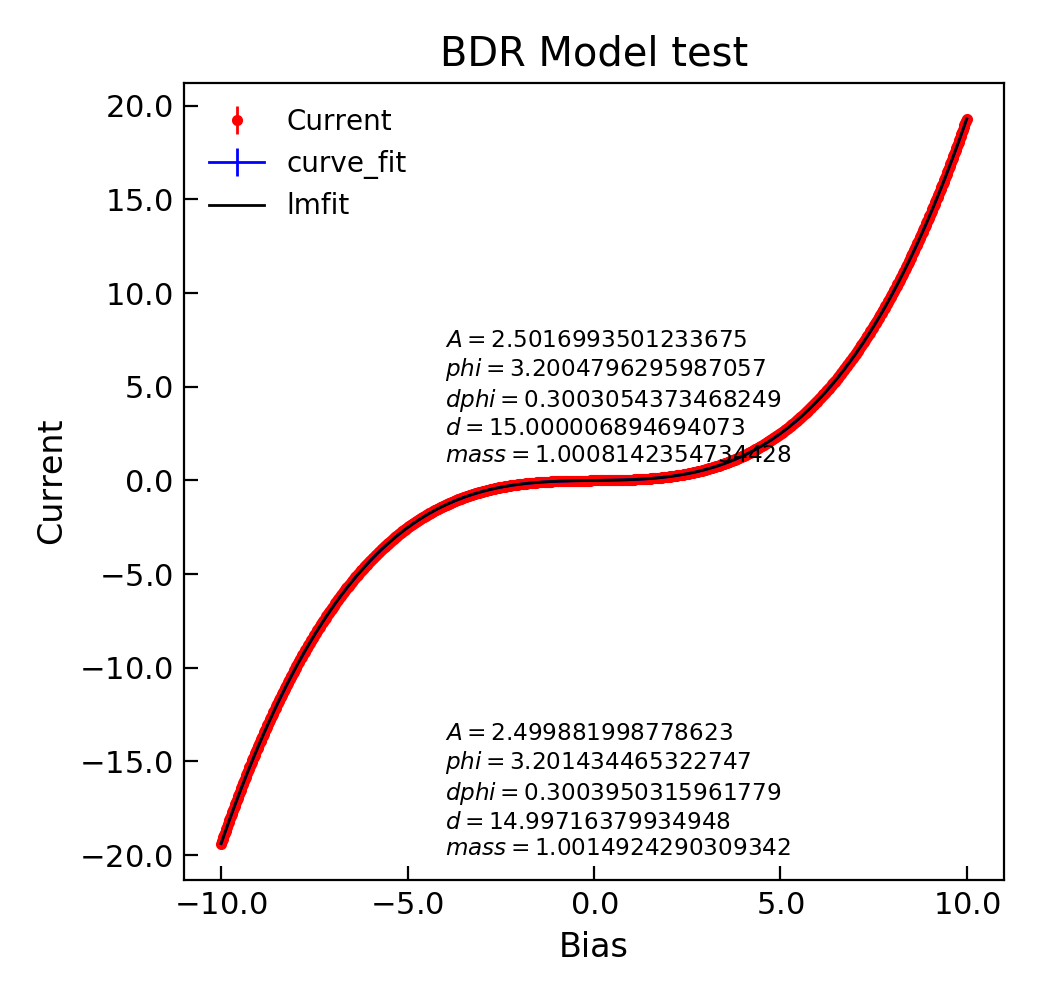 BDR Model test
20.0
15.0
10.0
5.0
0.0
−5.0
−10.0
−15.0
−20.0
Current
Current
curve_fit
lmfit
A = 2.5016993501233675
phi = 3.2004796295987057
dphi = 0.3003054373468249
d = 15.000006894694073
mass = 1.0008142354734428
A = 2.499881998778623
phi = 3.201434465322747
dphi = 0.3003950315961779
d = 14.99716379934948
mass = 1.0014924290309342
−10.0 −5.0 0.0 5.0 10.0
Bias